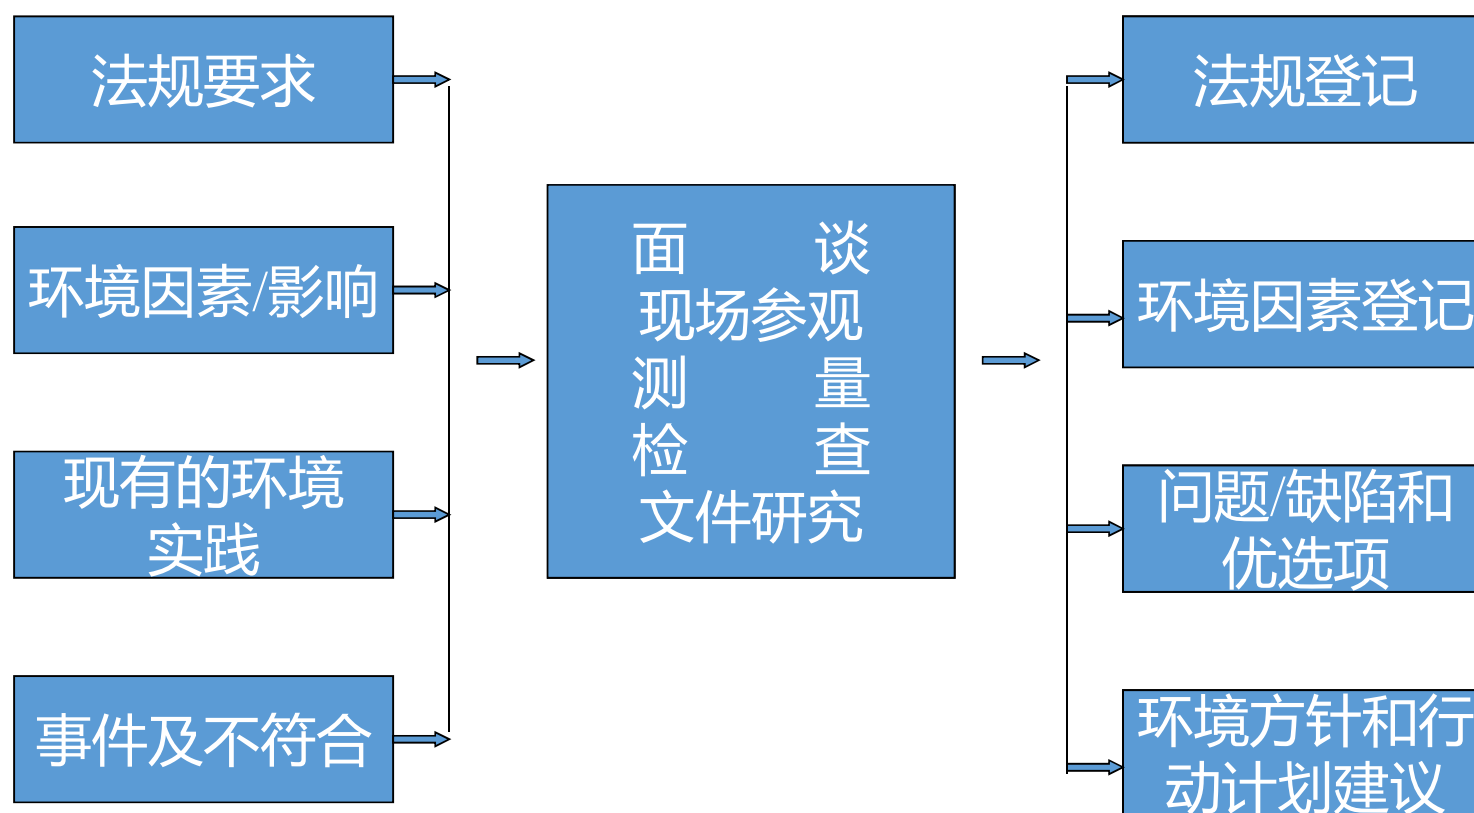 法规要求
环境因素/影响
现有的环境
实践
事件及不符合
面 谈
现场参观
测 量
检 查
文件研究
法规登记
环境因素登记
问题/缺陷和
优选项
环境方针和行
动计划建议